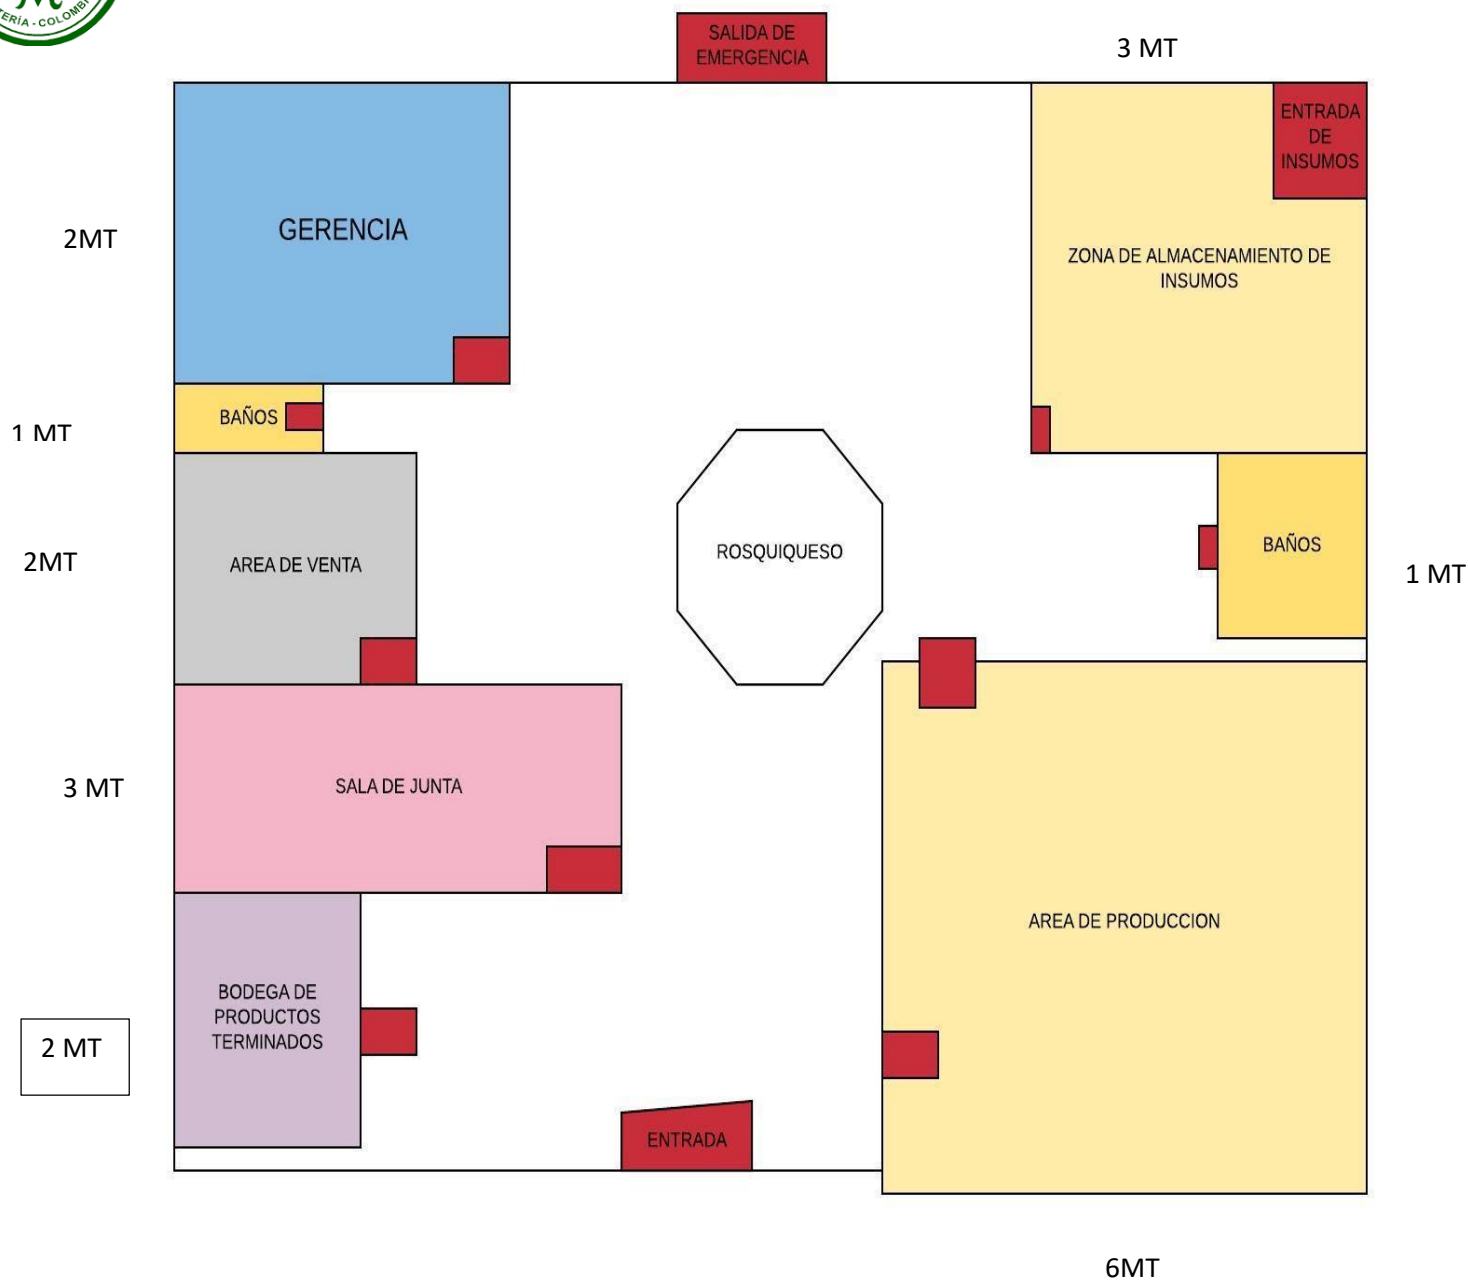 TERÍA - COLOMB
SALIDA DE
EMERGENCIA
3 MT
ENTRADA
DE
INSUMOS
GERENCIA
2MT
ZONA DE ALMACENAMIENTO DE
INSUMOS
BAÑOS
1 MT
AREA DE VENTA
2MT
ROSQUIQUESO
BAÑOS
1 MT
SALA DE JUNTA
3 MT
AREA DE PRODUCCION
BODEGA DE
PRODUCTOS
TERMINADOS
2 MT
ENTRADA
6MT